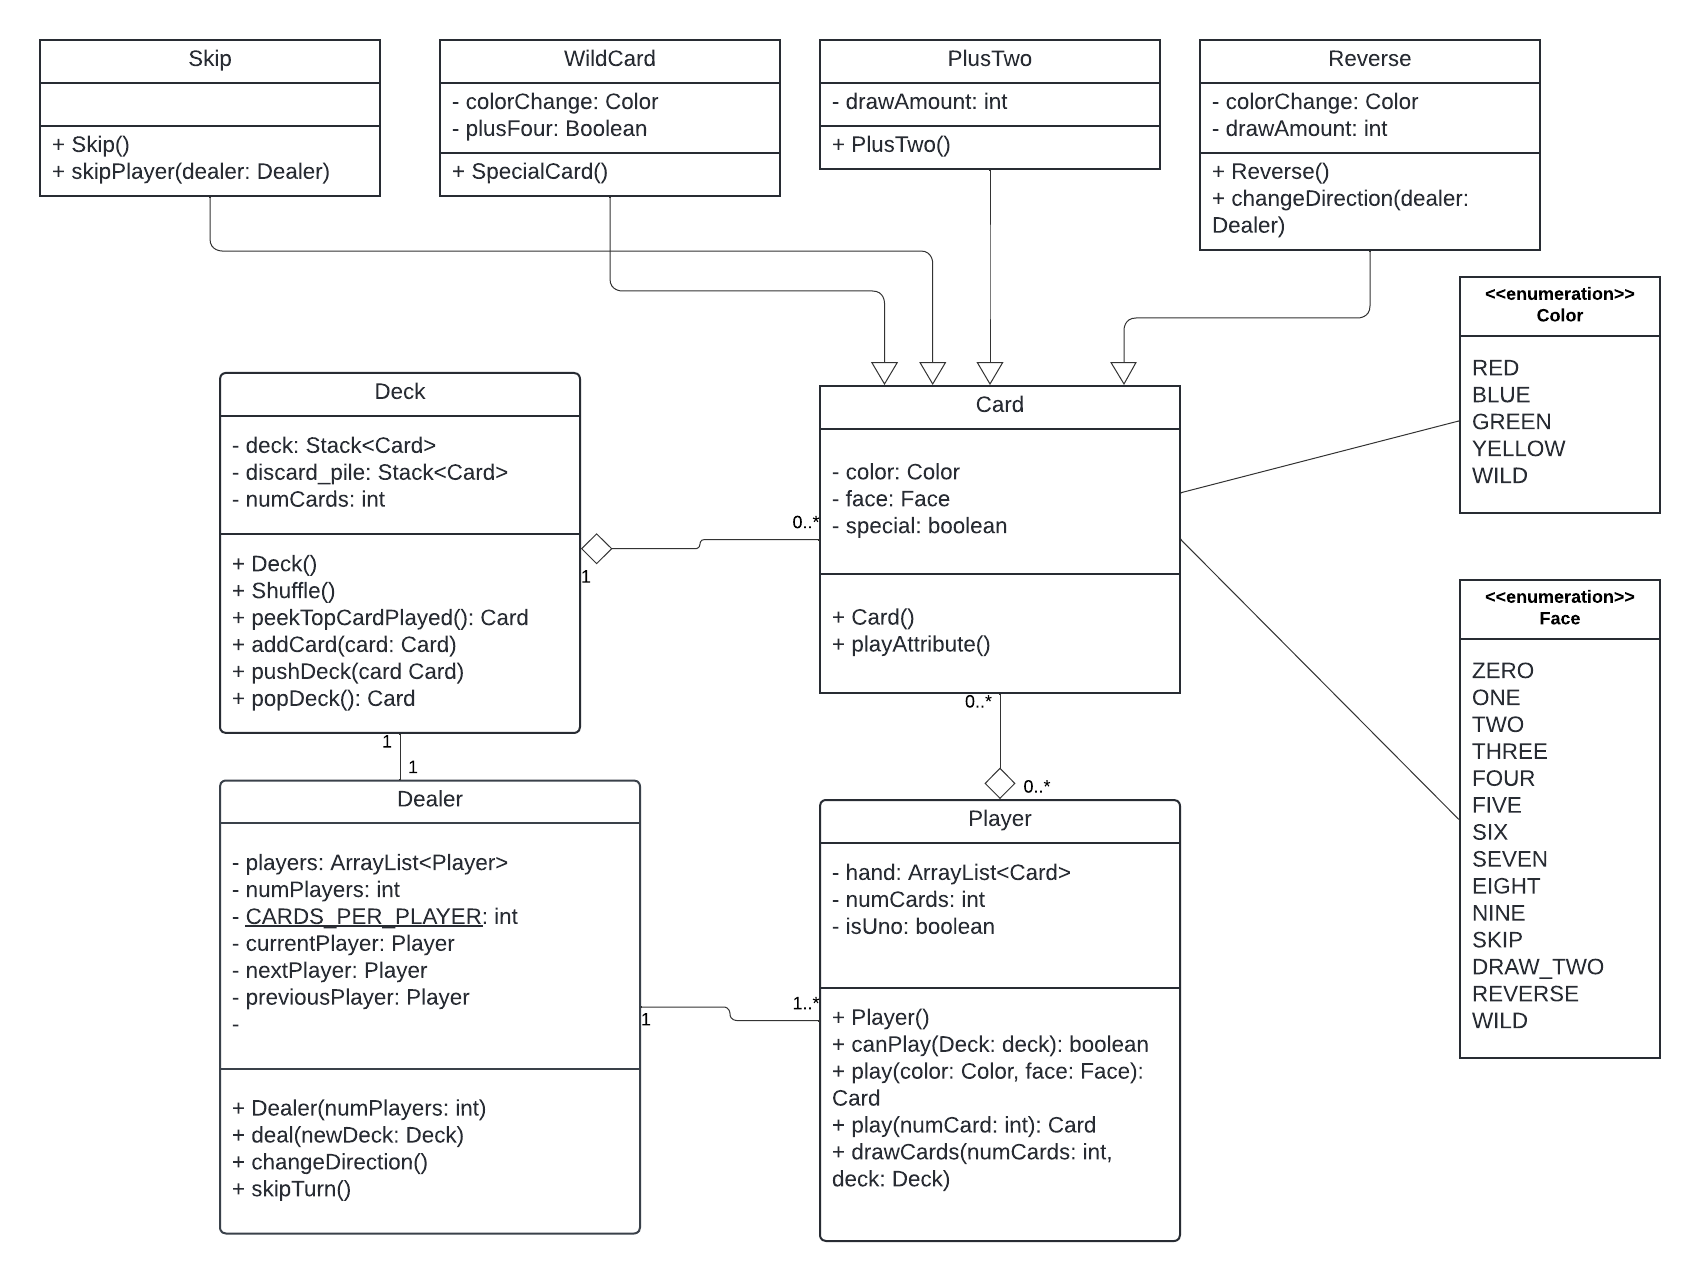 Skip
+ Skip()
+ skipPlayer(dealer: Dealer)
WildCard
- colorChange: Color
- plusFour: Boolean
+ SpecialCard()
PlusTwo
- drawAmount: int
+ PlusTwo()
Reverse
- colorChange: Color
- drawAmount: int
+ Reverse()
+ changeDirection(dealer:
Dealer)
<<enumeration>>
Color
RED
BLUE
GREEN
YELLOW
WILD
Deck
- deck: Stack<Card>
- discard_pile: Stack<Card>
- numCards: int
+ Deck()
+ Shuffle()
+ peekTopCardPlayed(): Card
+ addCard(card: Card)
+ pushDeck(card Card)
+ popDeck(): Card
1
0..*
Card
- color: Color
- face: Face
- special: boolean
+ Card()
+ playAttribute()
0..*
0..*
<<enumeration>>
Face
ZERO
ONE
TWO
THREE
FOUR
FIVE
SIX
SEVEN
EIGHT
NINE
SKIP
DRAW_TWO
REVERSE
WILD
1
1
Dealer
- players: ArrayList<Player>
- numPlayers: int
- CARDS_PER_PLAYER: int
- currentPlayer: Player
- nextPlayer: Player
- previousPlayer: Player
-
+ Dealer(numPlayers: int)
+ deal(newDeck: Deck)
+ changeDirection()
+ skipTurn()
1
1..*
Player
- hand: ArrayList<Card>
- numCards: int
- isUno: boolean
+ Player()
+ canPlay(Deck: deck): boolean
+ play(color: Color, face: Face):
Card
+ play(numCard: int): Card
+ drawCards(numCards: int,
deck: Deck)